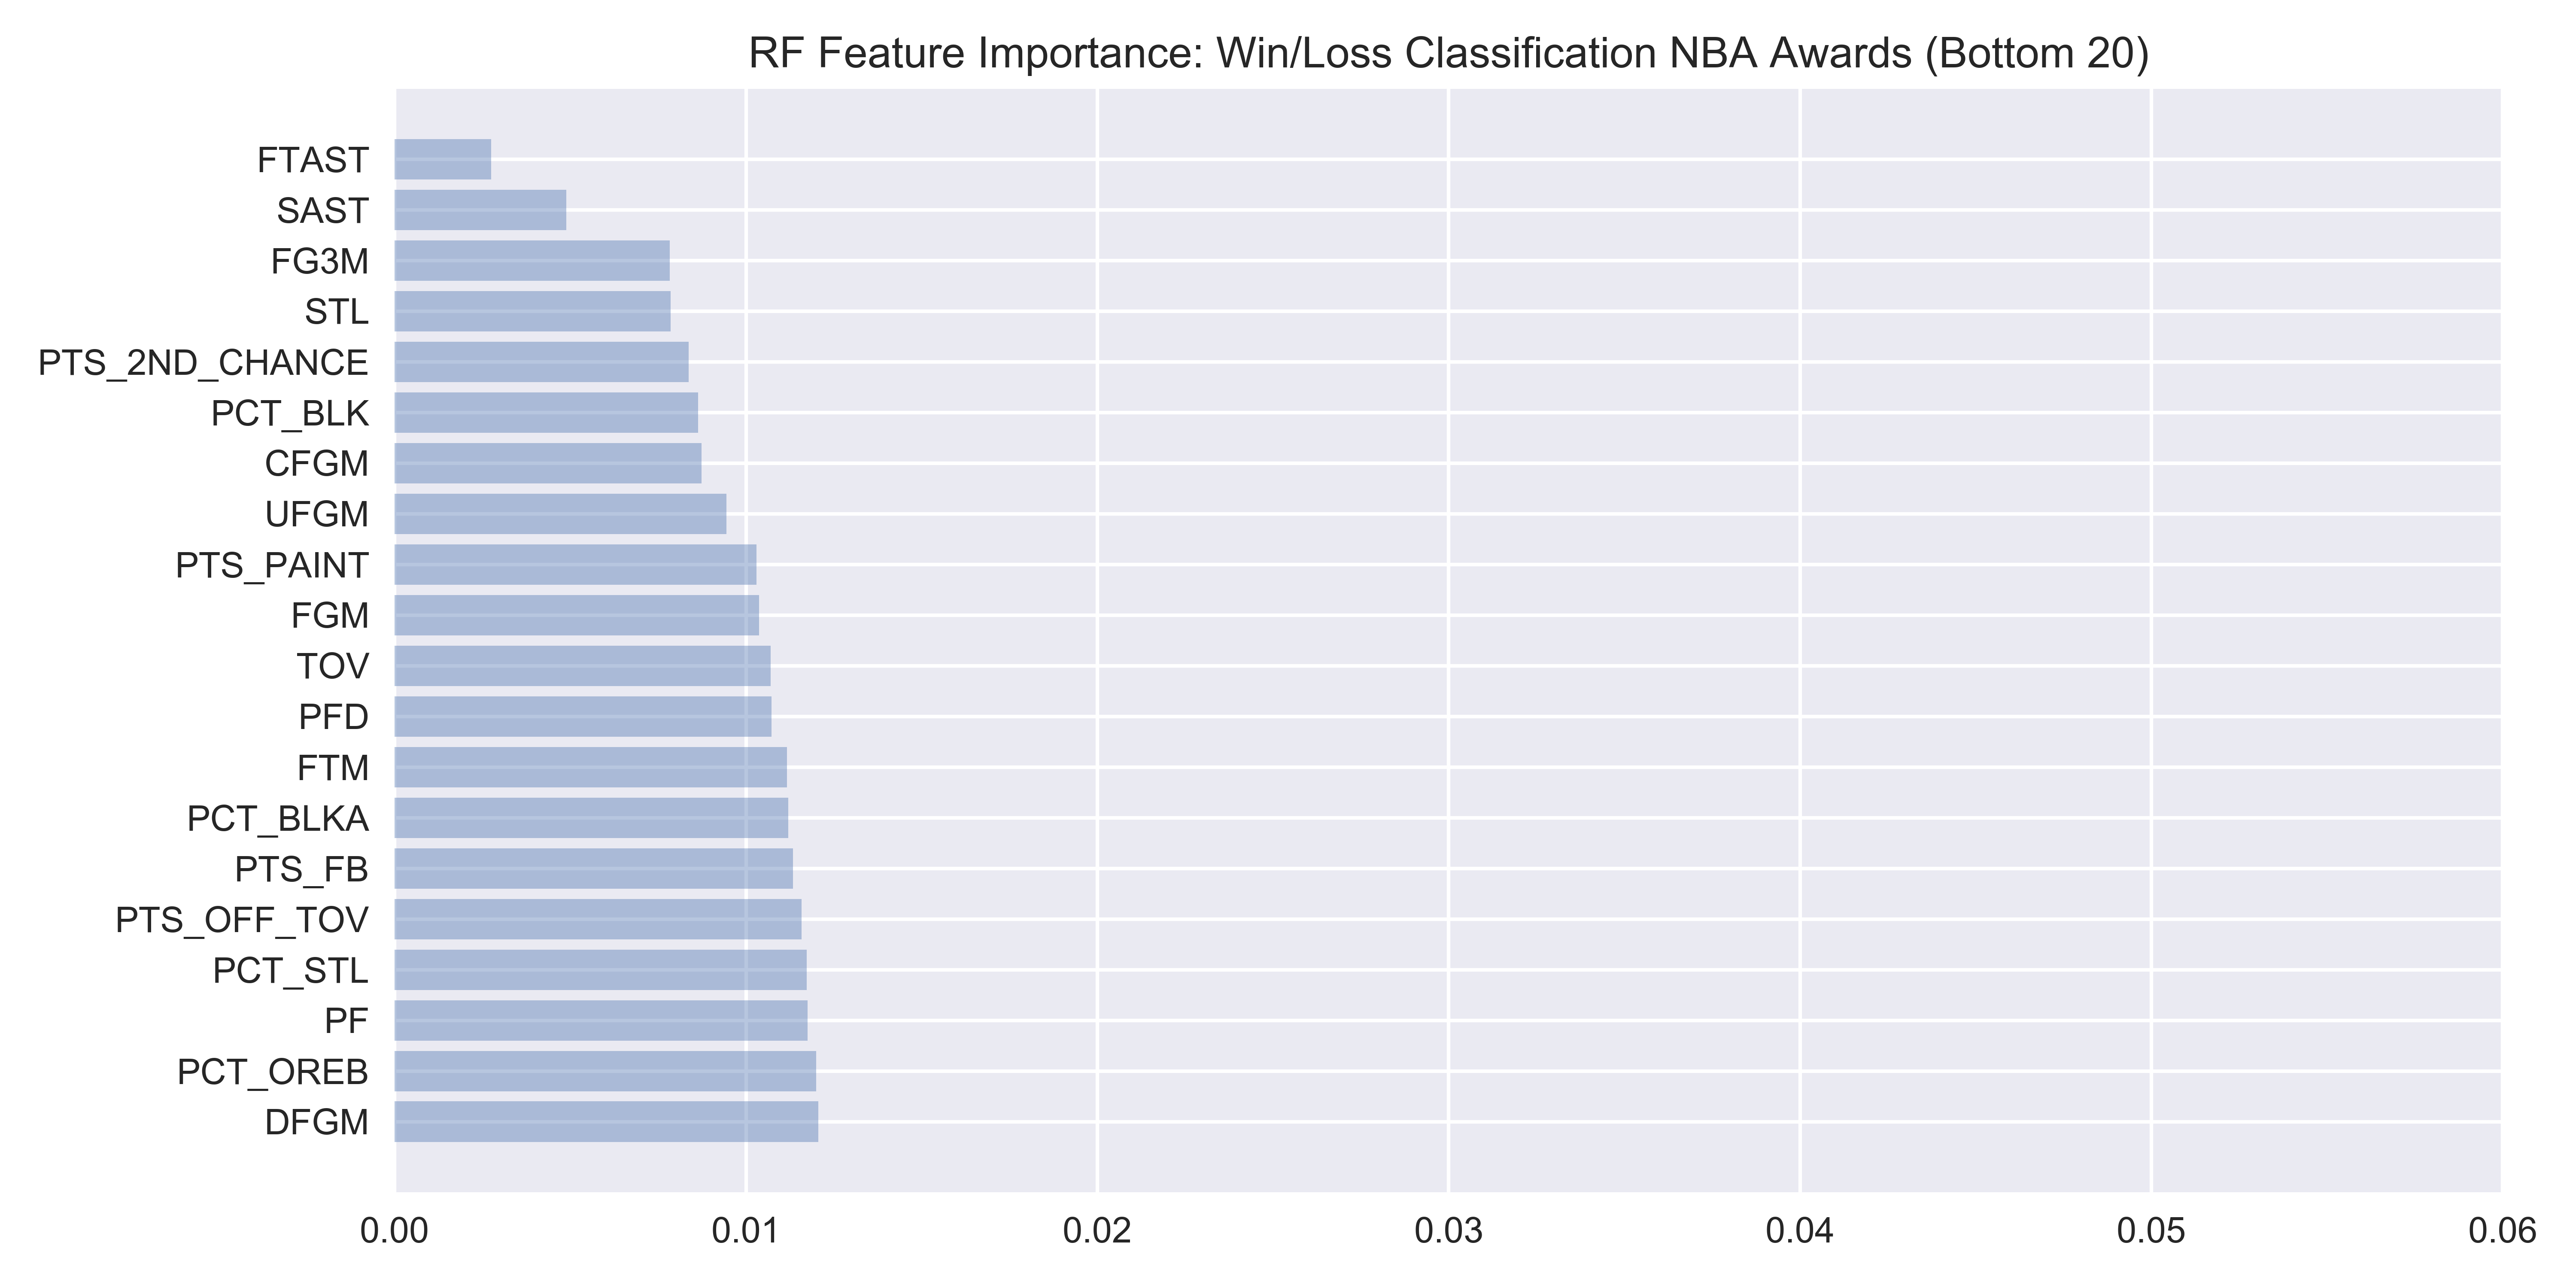 RF Feature Importance: Win/Loss Classification NBA Awards (Bottom 20)
FTAST
SAST
FG3M
STL
PTS_2ND_CHANCE
PCT_BLK
CFGM
UFGM
PTS_PAINT
FGM
TOV
PFD
FTM
PCT_BLKA
PTS_FB
PTS_OFF_TOV
PCT_STL
PF
PCT_OREB
DFGM
0.00 0.01 0.02 0.03 0.04 0.05 0.06